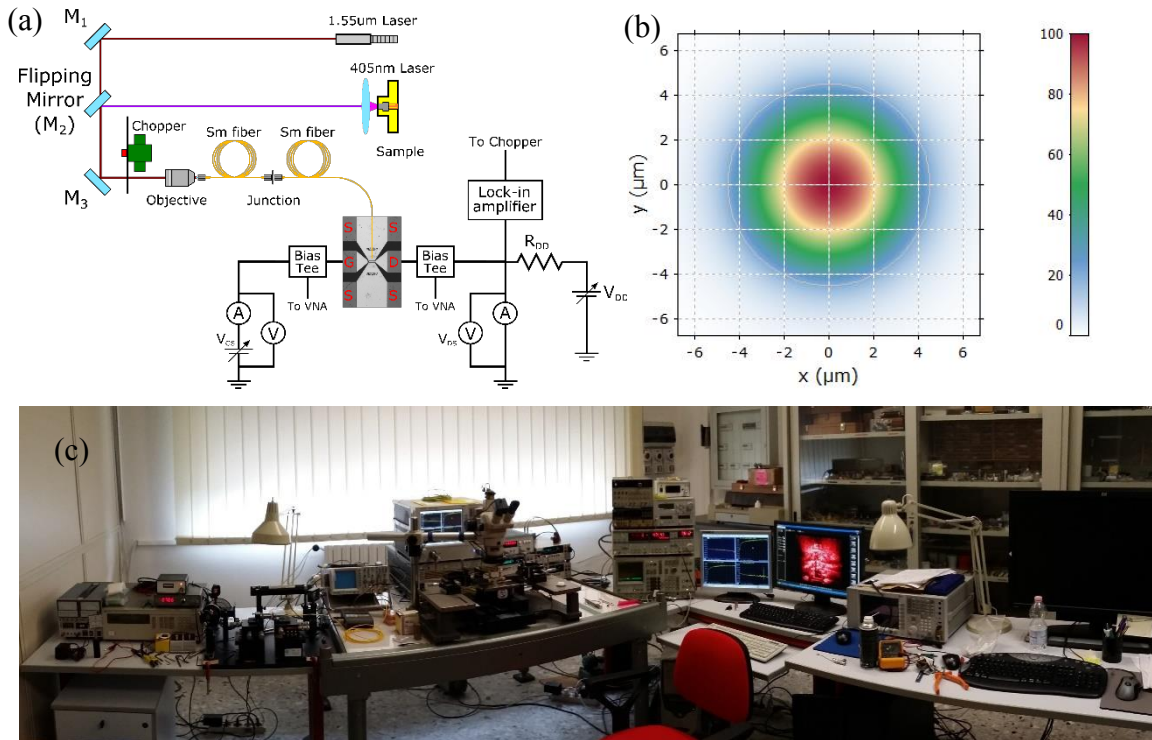 (a)
M1
1.55um Laser
Flipping
Mirror
(M2)
405nm Laser
Chopper
Sm fiber
Sm fiber
Sample
To Chopper
M3
Objective
Junction
Lock-in
amplifier
S
S
RDD
Bias
Tee
G
D
Bias
Tee
VDD
To VNA
S
S
To VNA
A
V
VGS
V
A
VDS
(b)
6
4
2
0
-2
-4
-6
y (μm)
-6
-4
-2
0
2
4
6
x (μm)
100
80
60
40
20
0
(c)